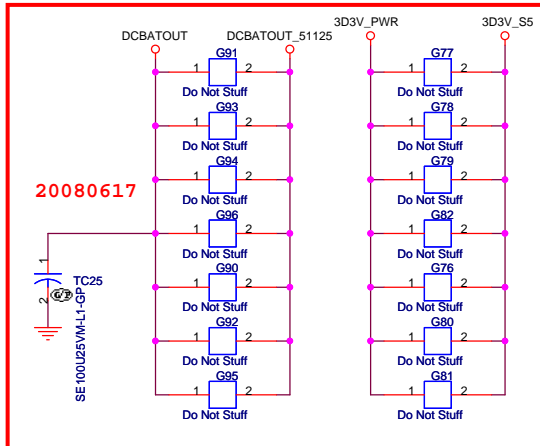 DCBATOUT DCBATOUT_51125 3D3V_PWR 3D3V_S5
G91 G77
1 2 1 2
Do Not Stuff Do Not Stuff
G93 G78
1 2 1 2
Do Not Stuff Do Not Stuff
G94 G79
1 2 1 2
Do Not Stuff Do Not Stuff
20080617
G96 G82
1 2 1 2
Do Not Stuff Do Not Stuff
1
2
TC25
SE100U25VM-L1-GP
G90 G76
1 2 1 2
Do Not Stuff Do Not Stuff
G92 G80
1 2 1 2
Do Not Stuff Do Not Stuff
G95 G81
1 2 1 2
Do Not Stuff Do Not Stuff